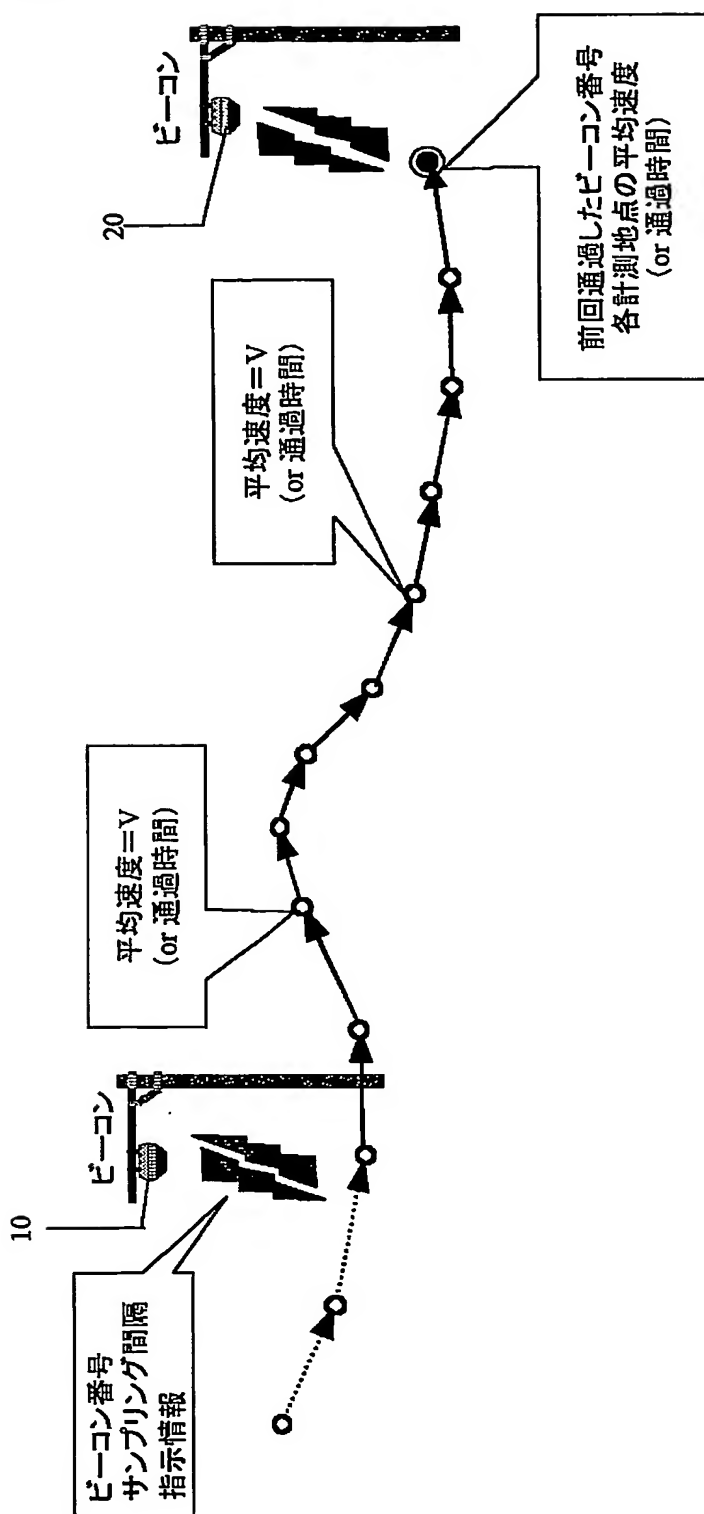 10
ビーコン
ビーコン番号
サンプリング間隔
指示情報
平均速度=V
(or 通過時間)
平均速度=V
(or 通過時間)
20
ビーコン
前回通過したビーコン番号
各計測地点の平均速度
(or 通過時間)